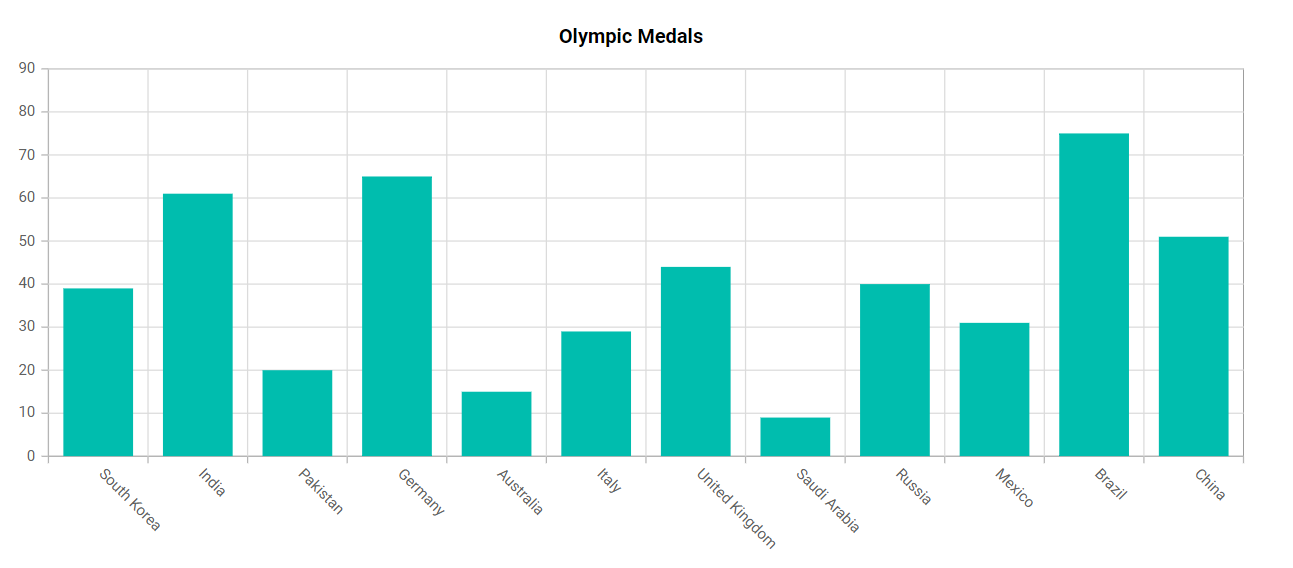 Olympic Medals
90
80
70
60
50
40
30
20
10
0
South Korea
India
Pakistan
Germany
Australia
Italy
United Kingdom
Saudi Arabia
Russia
Mexico
Brazil
China